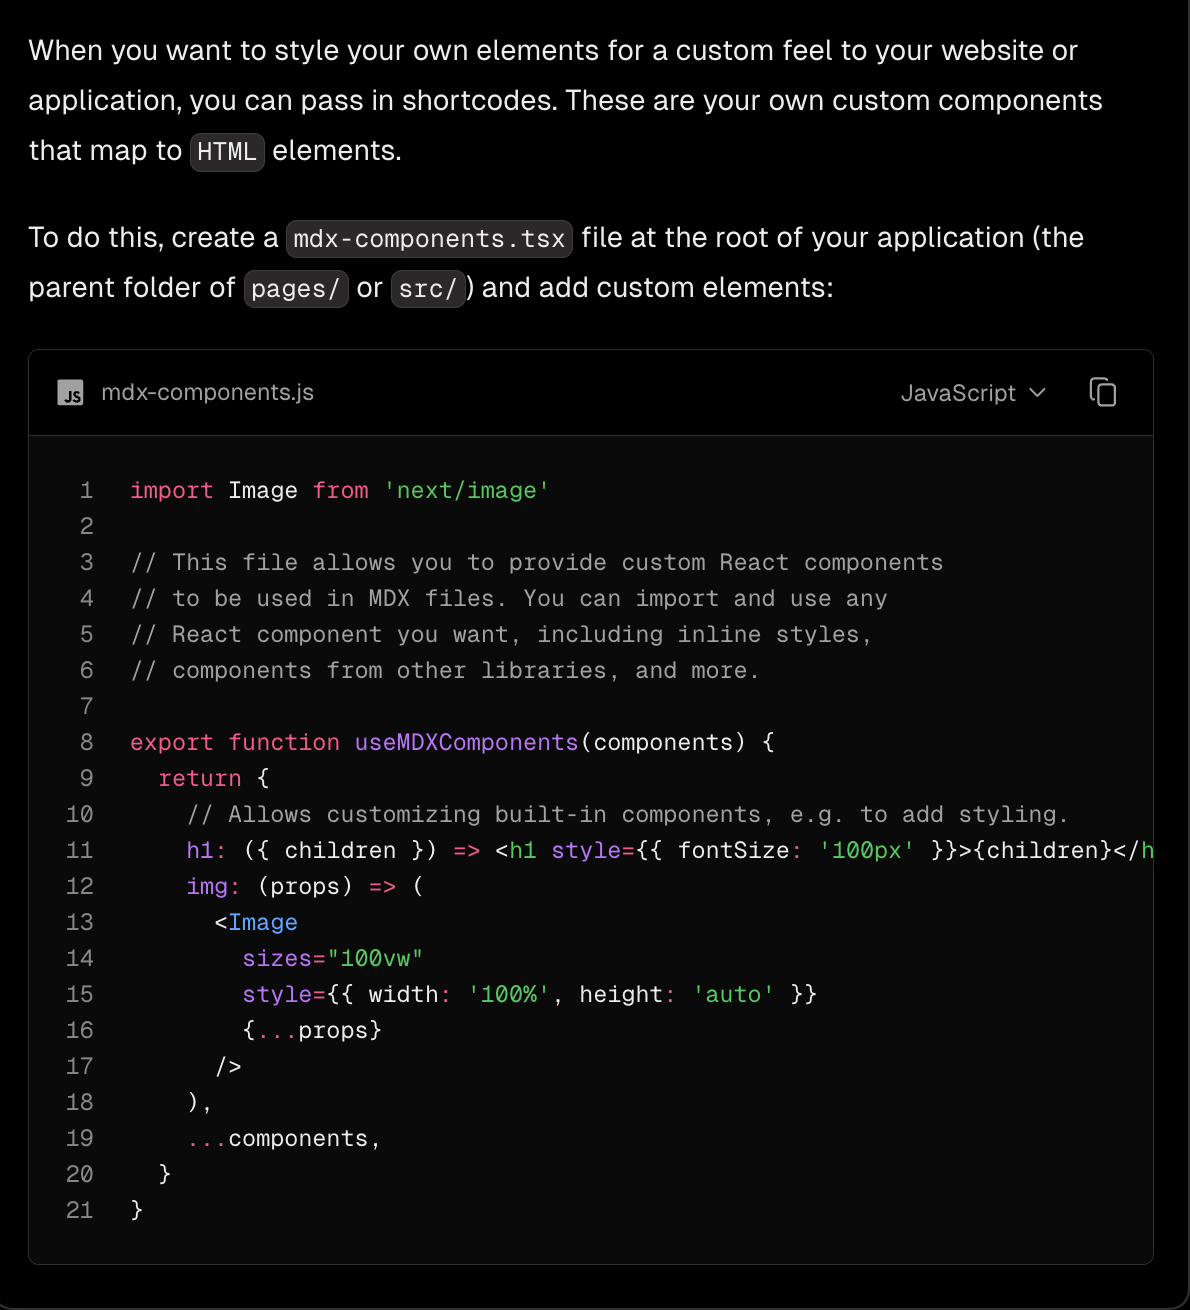 When you want to style your own elements for a custom feel to your website or
application, you can pass in shortcodes. These are your own custom components
that map to HTML elements.
To do this, create a mdx-components.tsx file at the root of your application (the
parent folder of pages/ or src/) and add custom elements:
JS mdx-components.js JavaScript
1 import Image from 'next/image'
2
3 // This file allows you to provide custom React components
4 // to be used in MDX files. You can import and use any
5 // React component you want, including inline styles,
6 // components from other libraries, and more.
7
8 export function useMDXComponents(components) {
9   return {
10     // Allows customizing built-in components, e.g. to add styling.
11     h1: ({ children }) => <h1 style={{ fontSize: '100px' }}>{children}</h
12     img: (props) => (
13       <Image
14         sizes="100vw"
15         style={{ width: '100%', height: 'auto' }}
16         {...props}
17       />
18     ),
19     ...components,
20   }
21 }